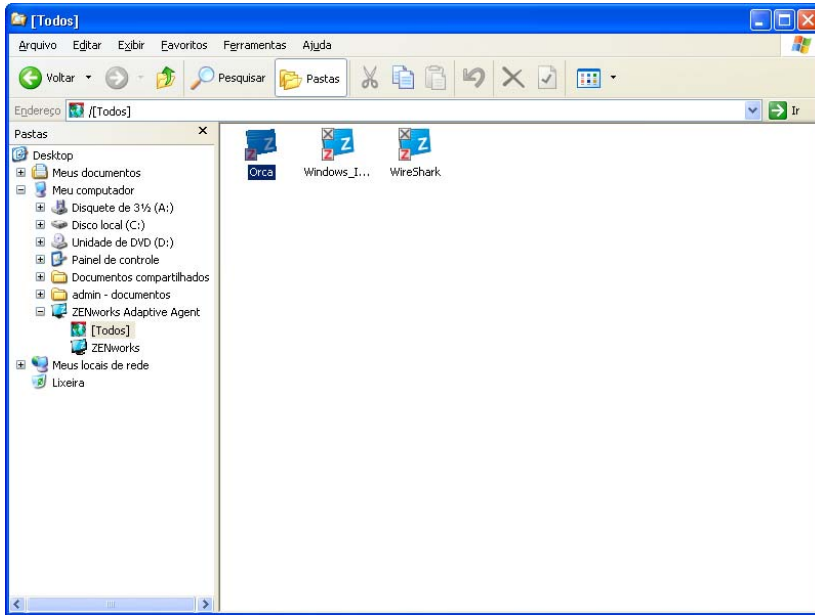 [Todos]
Arquivo Editar Exibir Favoritos Ferramentas Ajuda
Voltar Pesquisar Pastas
Endereço /[Todos] Ir
Pastas
Desktop
Meus documentos
Meu computador
Disquete de 3½ (A:)
Disco local (C:)
Unidade de DVD (D:)
Painel de controle
Documentos compartilhados
admin - documentos
ZENworks Adaptive Agent
[Todos]
ZENworks
Meus locais de rede
Lixeira
Orca Windows_I... WireShark